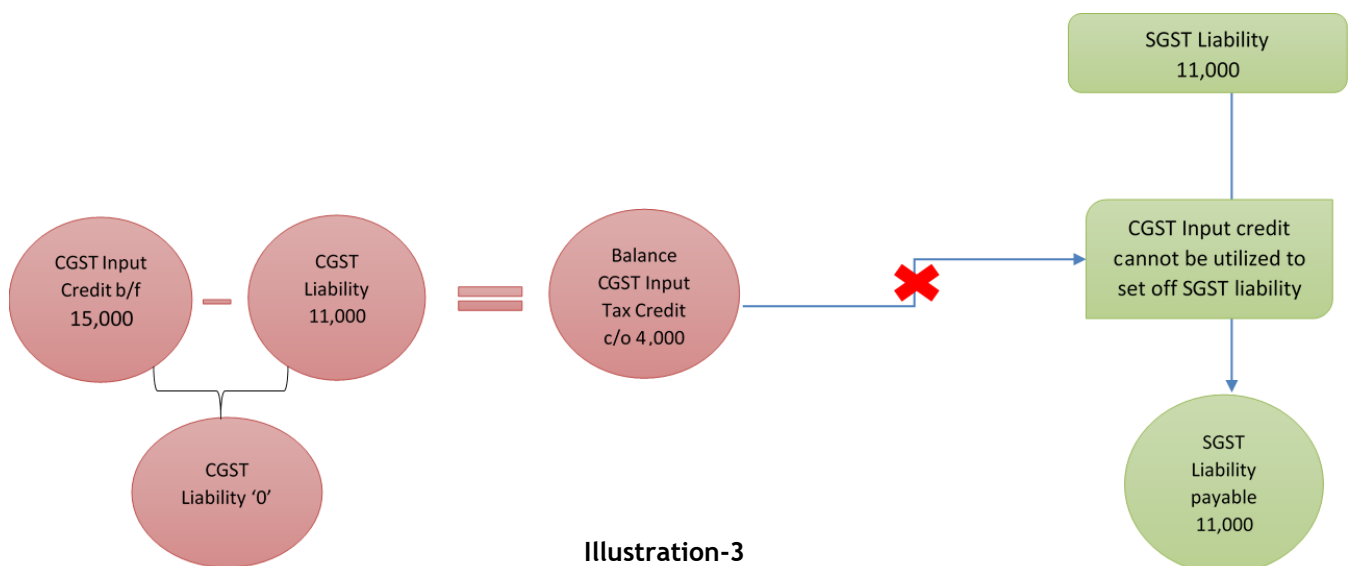 SGST Liability
11,000
CGST Input
Credit b/f
15,000
CGST
Liability
11,000
Balance
CGST Input
Tax Credit
c/o 4,000
CGST Input credit
cannot be utilized to
set off SGST liability
CGST
Liability ‘0’
SGST
Liability
payable
11,000
Illustration-3